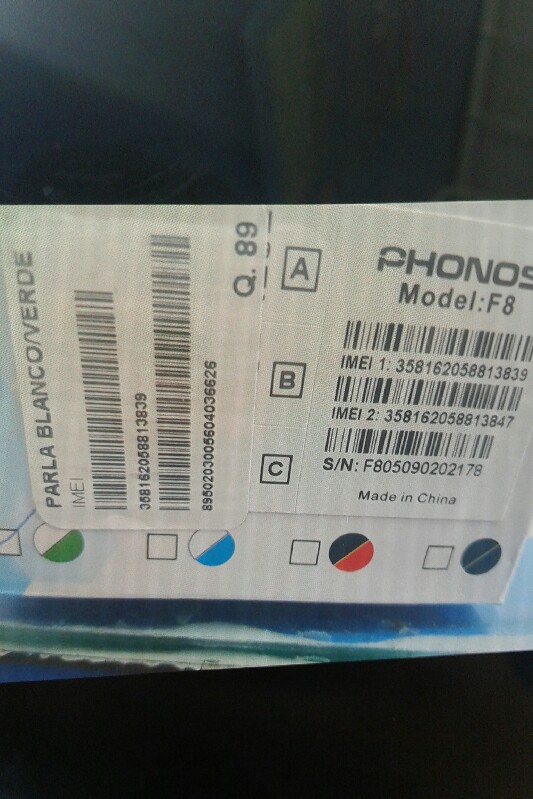 PARLA BLANCO/VERDE
IMEI
358162058813839
8950203005604036626
Q. 89
A
B
C
PHONOS
Model:F8
IMEI 1: 358162058813839
IMEI 2: 358162058813847
S/N: F805090202178
Made in China